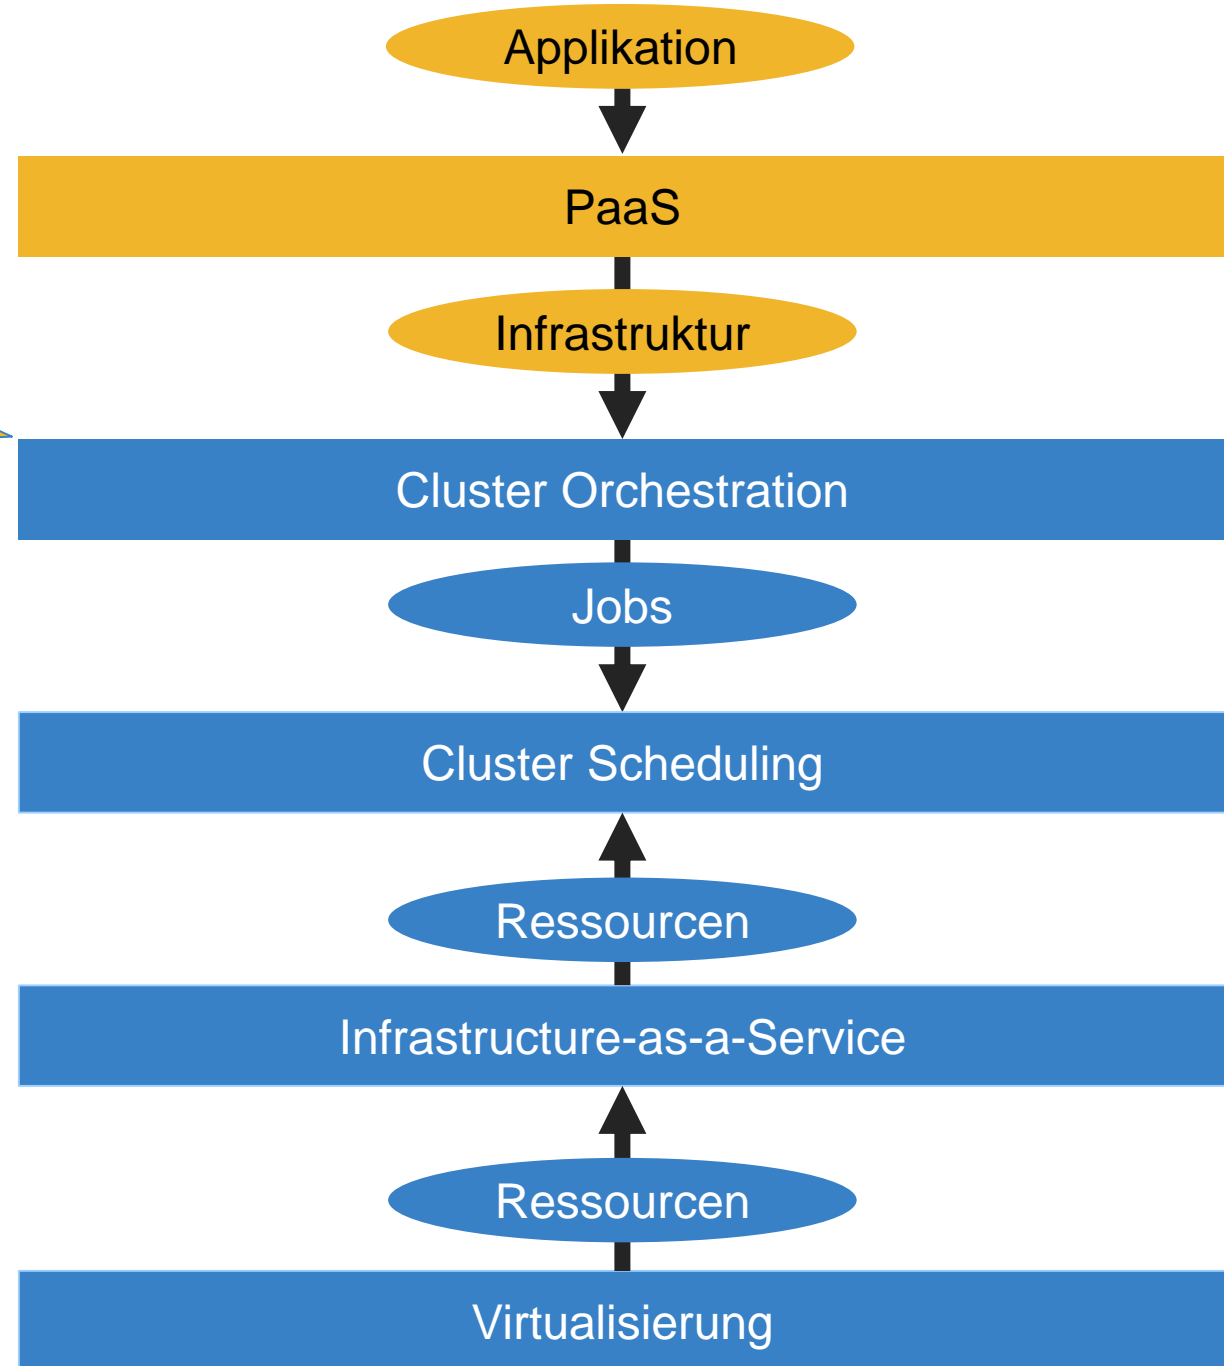 Applikation
PaaS
Infrastruktur
Cluster Orchestration
Jobs
Cluster Scheduling
Ressourcen
Infrastructure-as-a-Service
Ressourcen
Virtualisierung